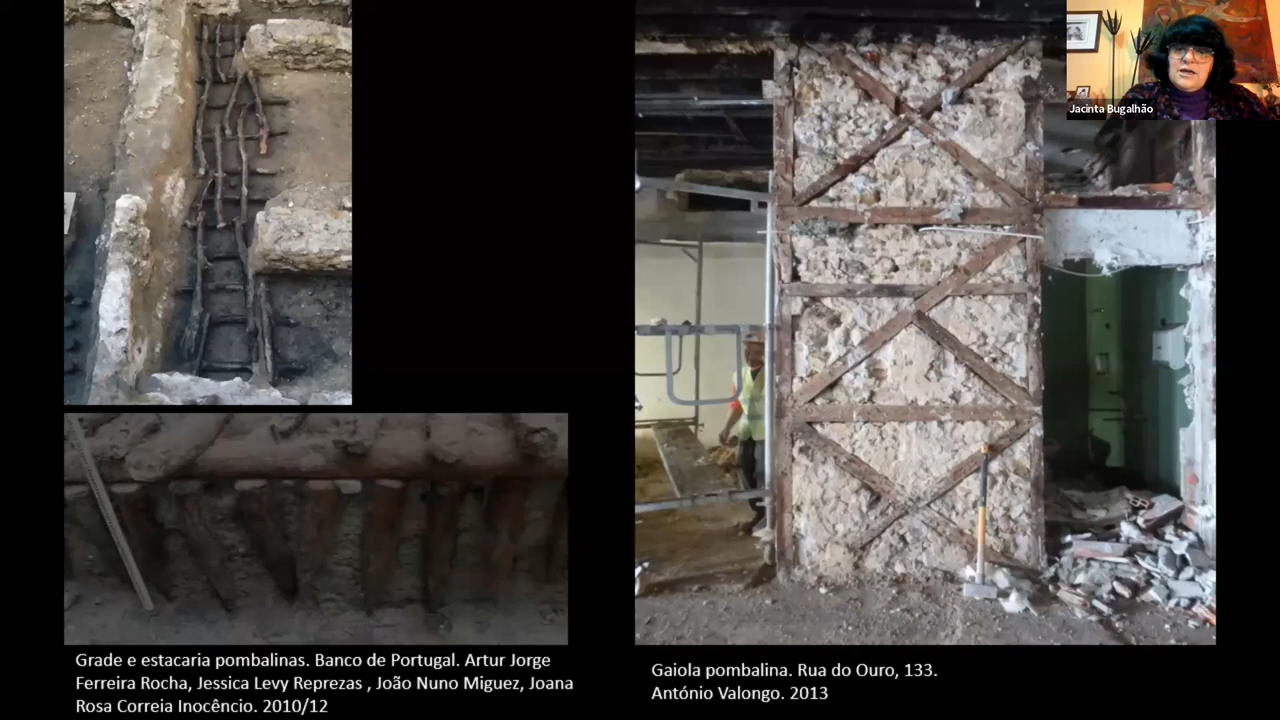 Jacinta Bugalhão
Grade e estacaria pombalinas. Banco de Portugal. Artur Jorge
Ferreira Rocha, Jessica Levy Reprezas , João Nuno Miguez, Joana
Rosa Correia Inocêncio. 2010/12
Gaiola pombalina. Rua do Ouro, 133.
António Valongo. 2013